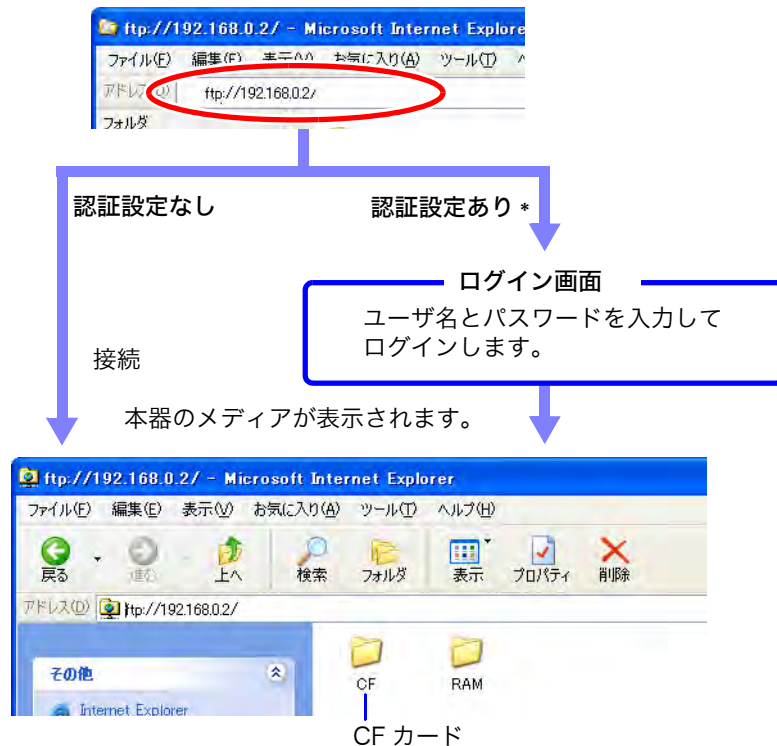 ftp://192.168.0.2/ - Microsoft Internet Explore
ファイル(F) 編集(E) 表示(V) お気に入り(A) ツール(T)
アドレス(D) ftp://192.168.0.2/
フォルダ
認証設定なし 認証設定あり *
ログイン画面
ユーザ名とパスワードを入力して
ログインします。
接続
本器のメディアが表示されます。
ftp://192.168.0.2/ - Microsoft Internet Explorer
ファイル(F) 編集(E) 表示(V) お気に入り(A) ツール(T) ヘルプ(H)
戻る 進む 上へ 検索 フォルダ 表示 プロパティ 削除
アドレス(D) ftp://192.168.0.2/
その他
CF RAM
Internet Explorer
CF カード